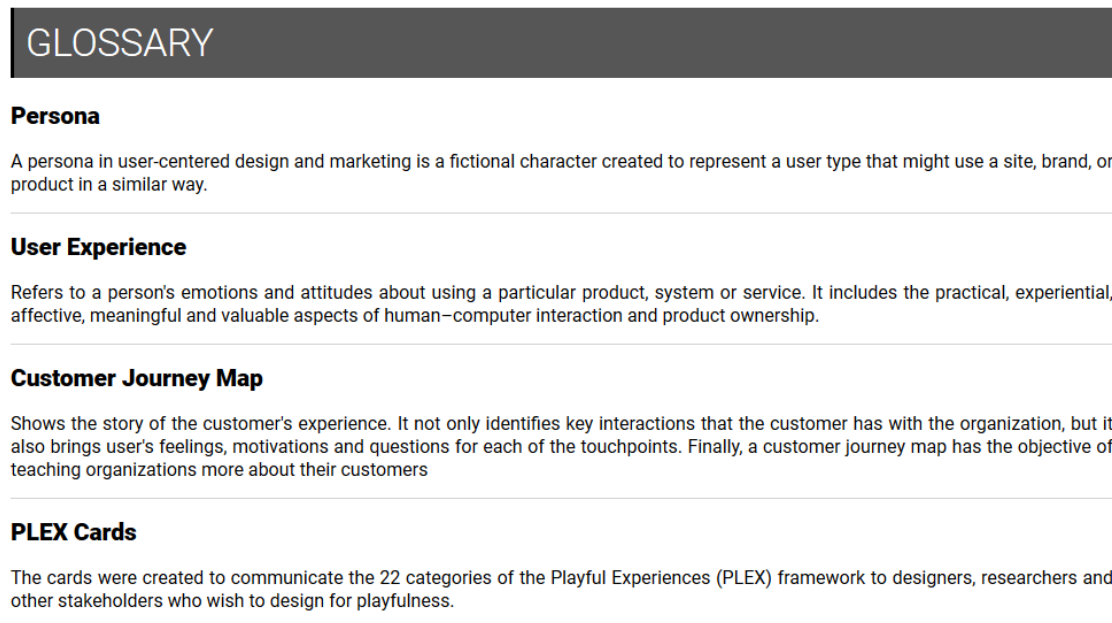 GLOSSARY
Persona
A persona in user-centered design and marketing is a fictional character created to represent a user type that might use a site, brand, or
product in a similar way.
User Experience
Refers to a person's emotions and attitudes about using a particular product, system or service. It includes the practical, experiential,
affective, meaningful and valuable aspects of human–computer interaction and product ownership.
Customer Journey Map
Shows the story of the customer's experience. It not only identifies key interactions that the customer has with the organization, but it
also brings user's feelings, motivations and questions for each of the touchpoints. Finally, a customer journey map has the objective of
teaching organizations more about their customers
PLEX Cards
The cards were created to communicate the 22 categories of the Playful Experiences (PLEX) framework to designers, researchers and
other stakeholders who wish to design for playfulness.